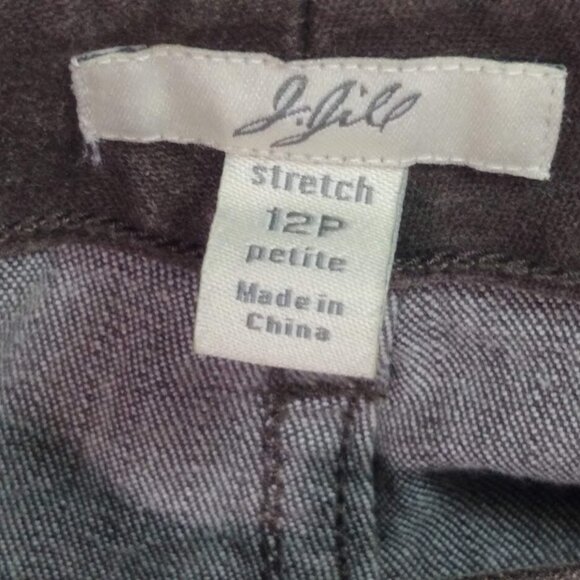 J.Jill
stretch
12P
petite
Made in
China